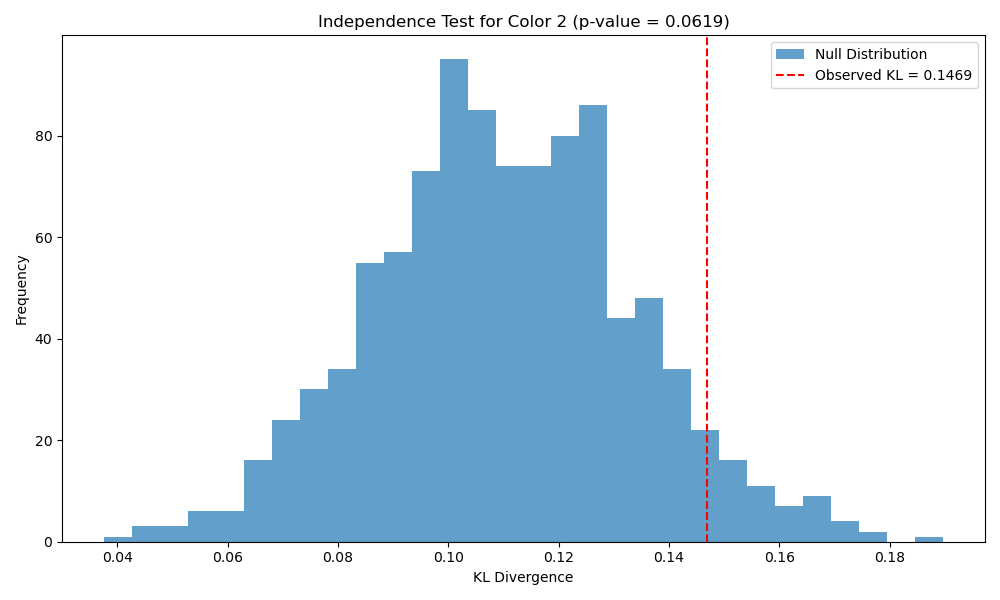 Independence Test for Color 2 (p-value = 0.0619)
Null Distribution
Observed KL = 0.1469
Frequency
80
60
40
20
0
0.04 0.06 0.08 0.10 0.12 0.14 0.16 0.18
KL Divergence